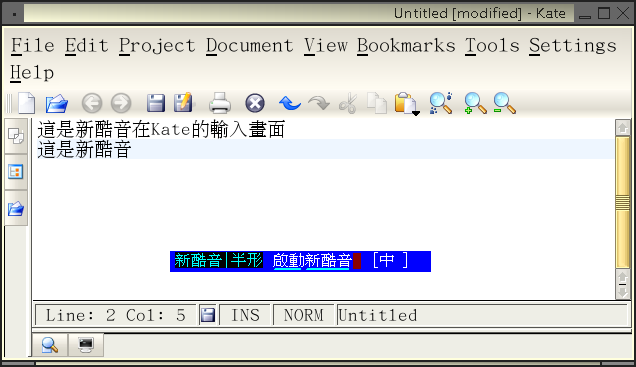 Untitled [modified] - Kate
File Edit Project Document View Bookmarks Tools Settings
Help
這是新酷音在Kate的輸入畫面
這是新酷音
新酷音|半形 啟動新酷音 [中 ]
Line: 2 Col: 5 INS NORM Untitled